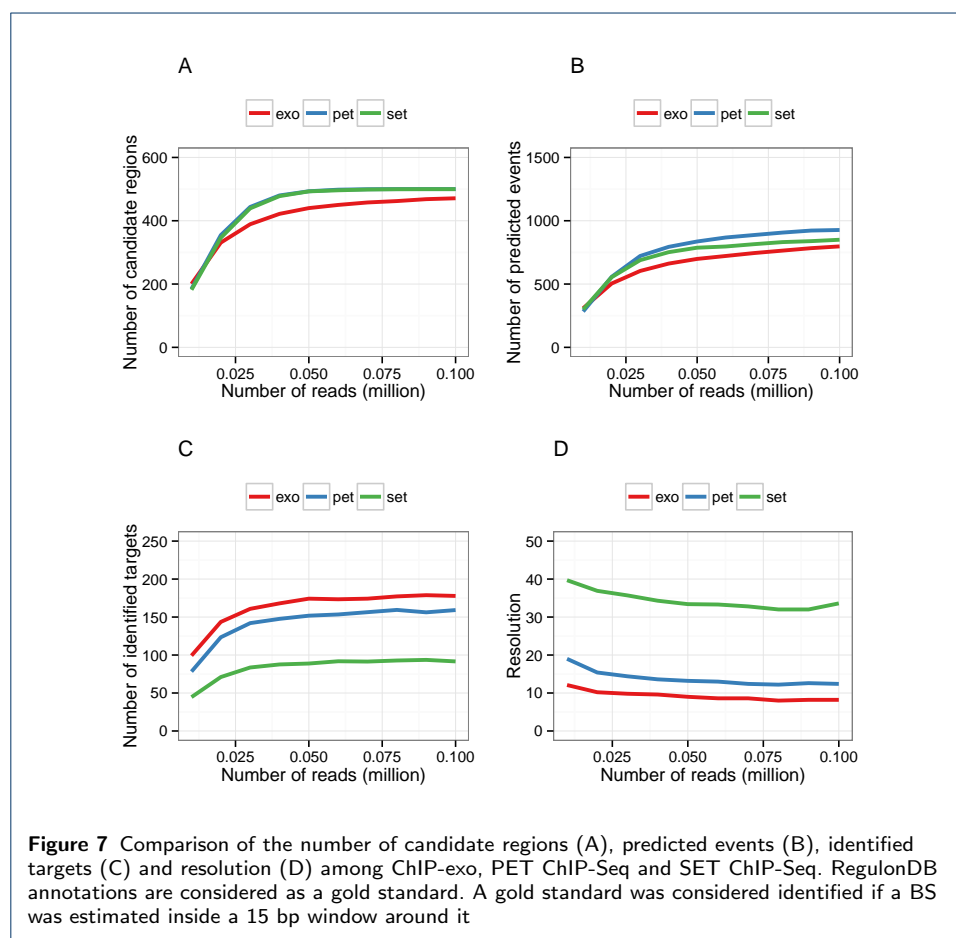 A
exo pet set
600
400
200
0
0.025 0.050 0.075 0.100
Number of reads (million)
Number of candidate regions
B
exo pet set
1500
1000
500
0
0.025 0.050 0.075 0.100
Number of reads (million)
Number of predicted events
C
exo pet set
250
200
150
100
50
0
0.025 0.050 0.075 0.100
Number of reads (million)
Number of identified targets
D
exo pet set
50
40
30
20
10
0
0.025 0.050 0.075 0.100
Number of reads (million)
Resolution
Figure 7 Comparison of the number of candidate regions (A), predicted events (B), identified
targets (C) and resolution (D) among ChIP-exo, PET ChIP-Seq and SET ChIP-Seq. RegulonDB
annotations are considered as a gold standard. A gold standard was considered identified if a BS
was estimated inside a 15 bp window around it